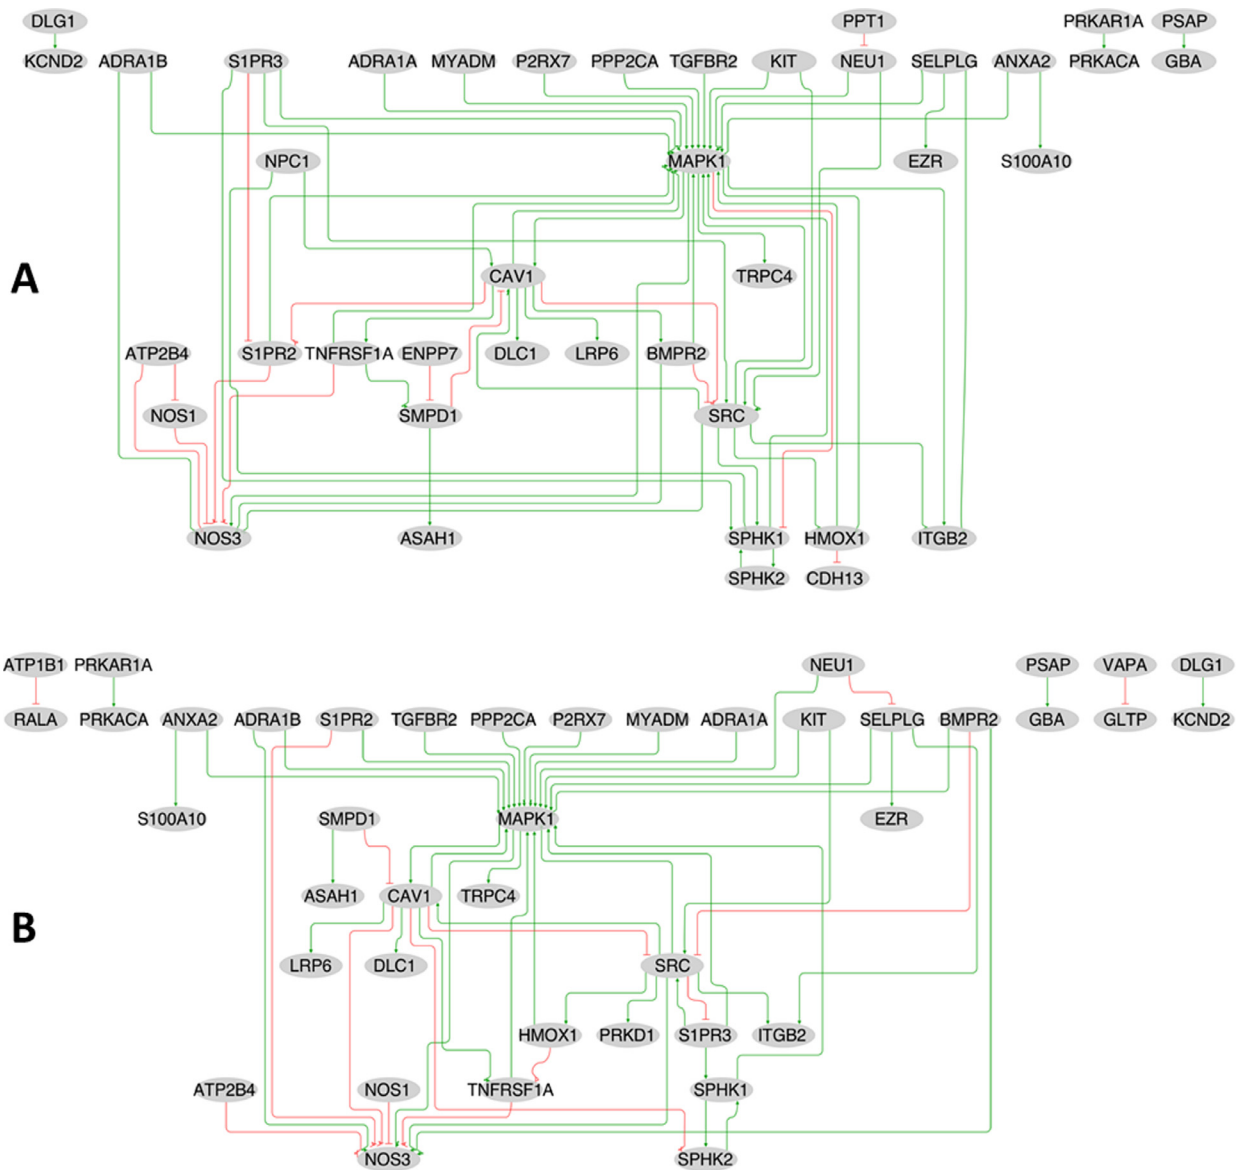 DLG1 PPT1 PRKAR1A PSAP
KCND2 ADRA1B S1PR3 ADRA1A MYADM P2RX7 PPP2CA TGFBR2 KIT NEU1 SELPLG ANXA2 PRKACA GBA
NPC1 MAPK1 EZR S100A10
A
CAV1 TRPC4
ATP2B4 S1PR2 TNFRSF1A ENPP7 DLC1 LRP6 BMPR2
NOS1 SMPD1 SRC
NOS3 ASAH1 SPHK1 HMOX1 ITGB2
SPHK2 CDH13
ATP1B1 PRKAR1A NEU1 PSAP VAPA DLG1
RALA PRKACA ANXA2 ADRA1B S1PR2 TGFBR2 PPP2CA P2RX7 MYADM ADRA1A KIT SELPLG BMPR2 GBA GLTP KCND2
S100A10 SMPD1 MAPK1 EZR
ASAH1 CAV1 TRPC4
B
LRP6 DLC1 SRC
HMOX1 PRKD1 S1PR3 ITGB2
ATP2B4 NOS1 TNFRSF1A SPHK1
NOS3 SPHK2